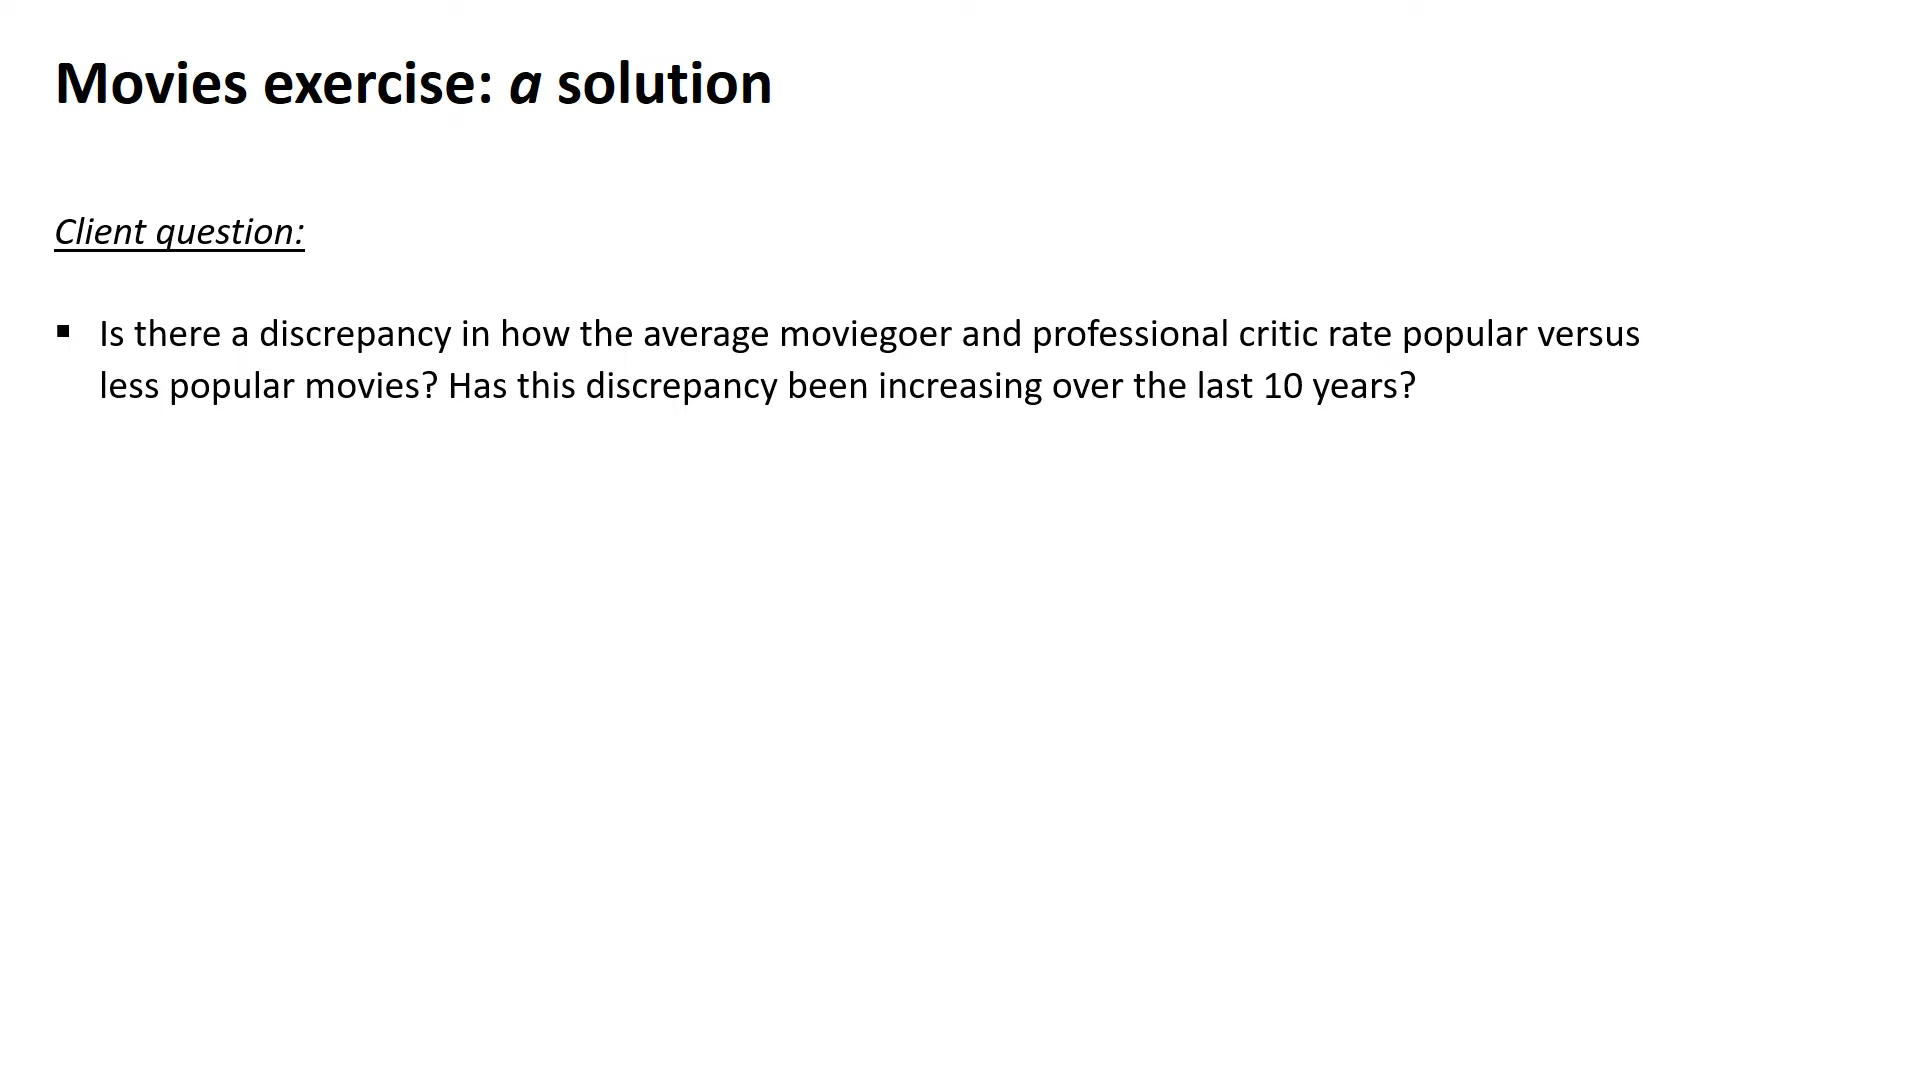 Movies exercise: a solution
Client question:
▪ Is there a discrepancy in how the average moviegoer and professional critic rate popular versus
less popular movies? Has this discrepancy been increasing over the last 10 years?